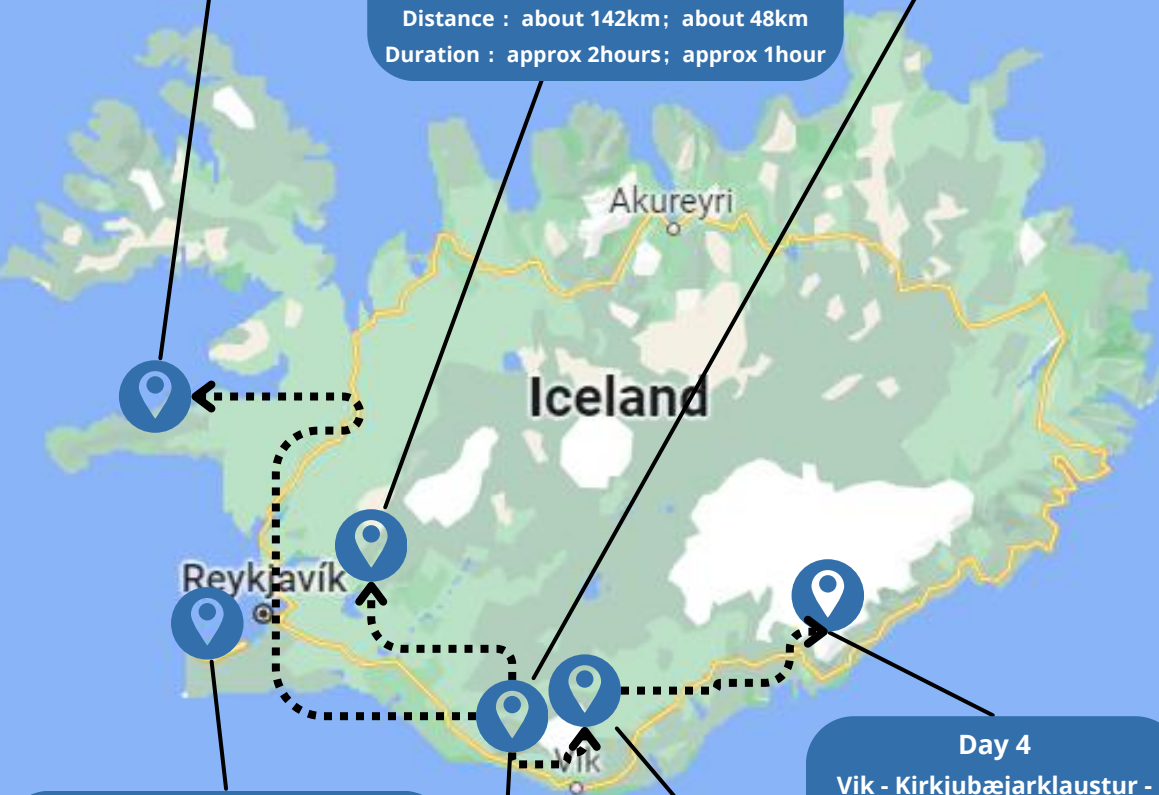 Distance： about 142km；about 48km
Duration： approx 2hours；approx 1hour
Akureyri
Iceland
Reykjavík
Vík
Day 4
Vik - Kirkjubæjarklaustur -